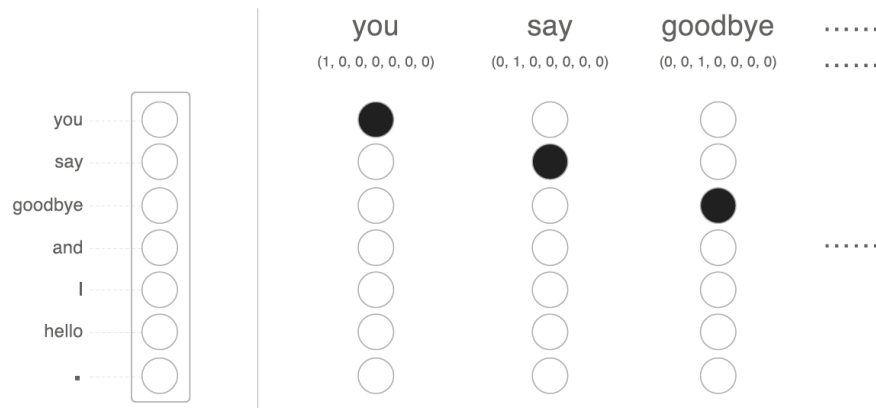 you say goodbye ......
(1, 0, 0, 0, 0, 0, 0) (0, 1, 0, 0, 0, 0, 0) (0, 0, 1, 0, 0, 0, 0) ......
you
say
goodbye
and ......
I
hello
.